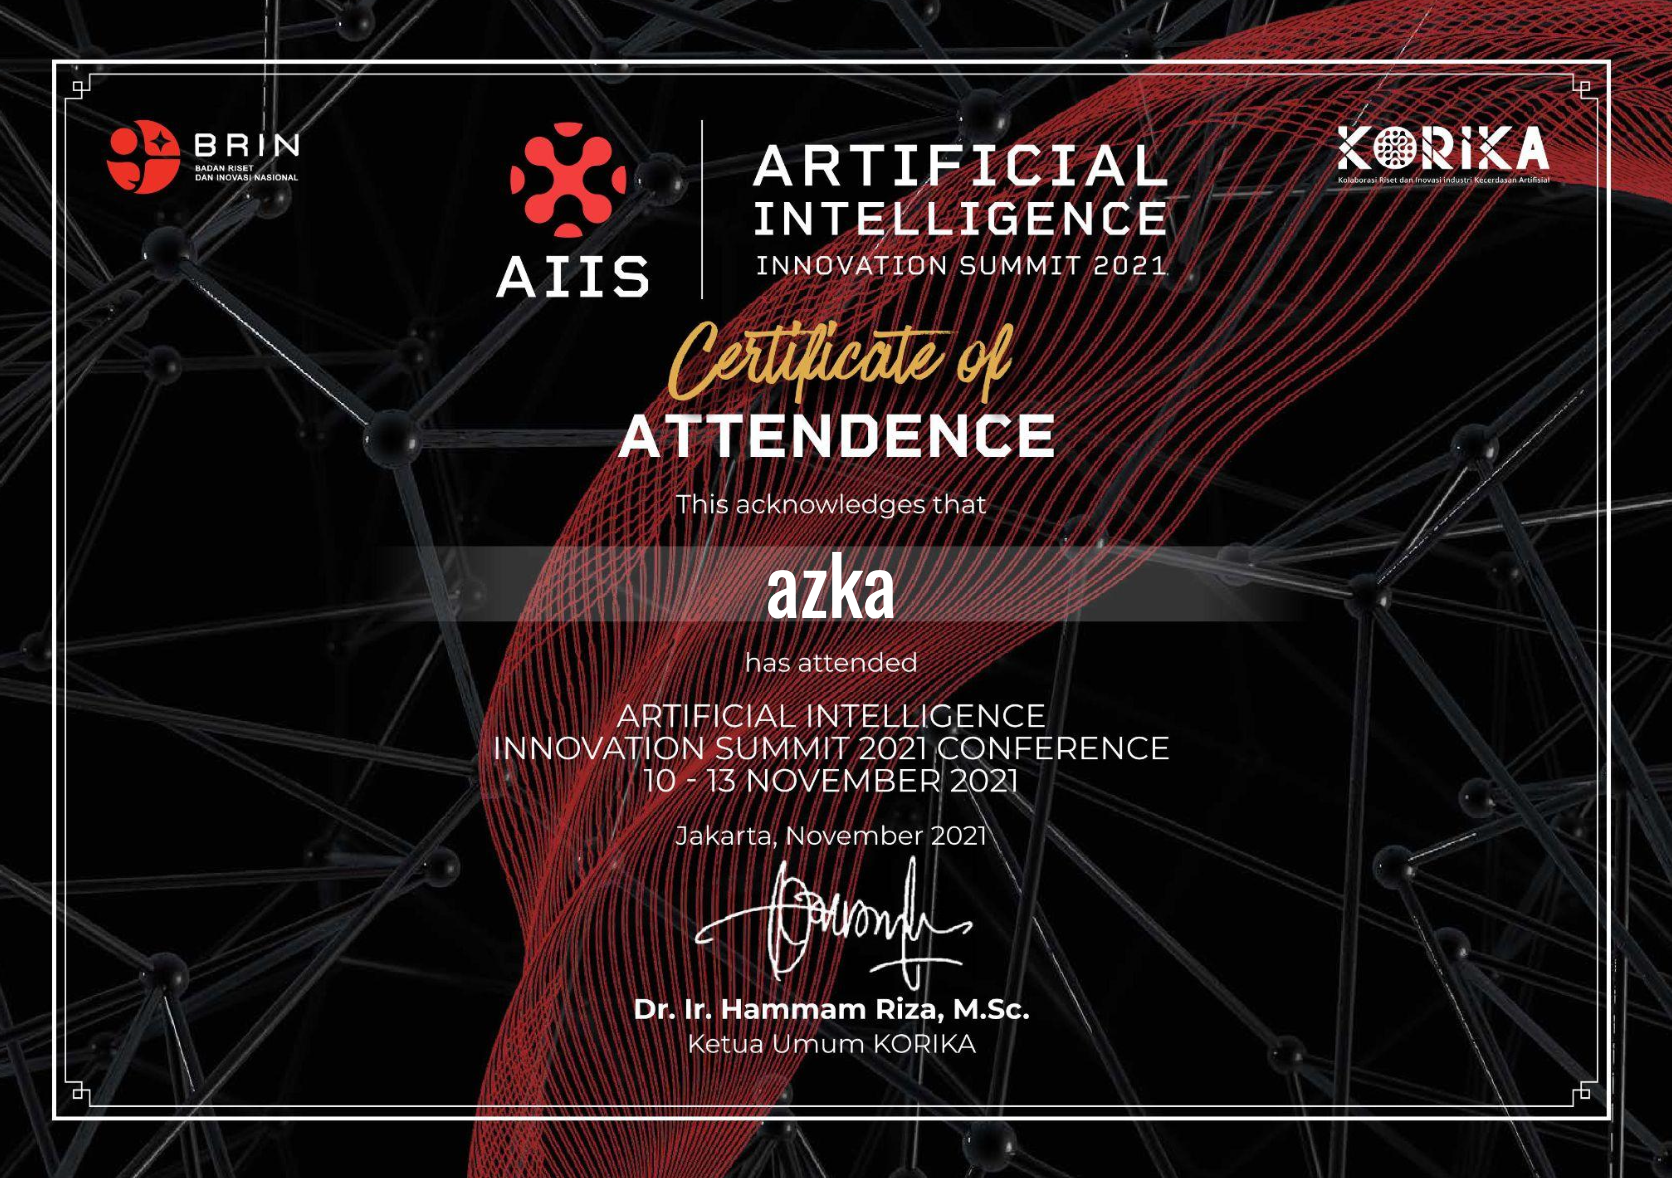 BRIN
BADAN RISET
DAN INOVASI NASIONAL
AIIS
ARTIFICIAL
INTELLIGENCE
INNOVATION SUMMIT 2021
KORIKA
Kolaborasi Riset dan Inovasi Industri Kecerdasan Artifisial
Certificate of
ATTENDENCE
This acknowledges that
azka
has attended
ARTIFICIAL INTELLIGENCE
INNOVATION SUMMIT 2021 CONFERENCE
10 - 13 NOVEMBER 2021
Jakarta, November 2021
Dr. Ir. Hammam Riza, M.Sc.
Ketua Umum KORIKA